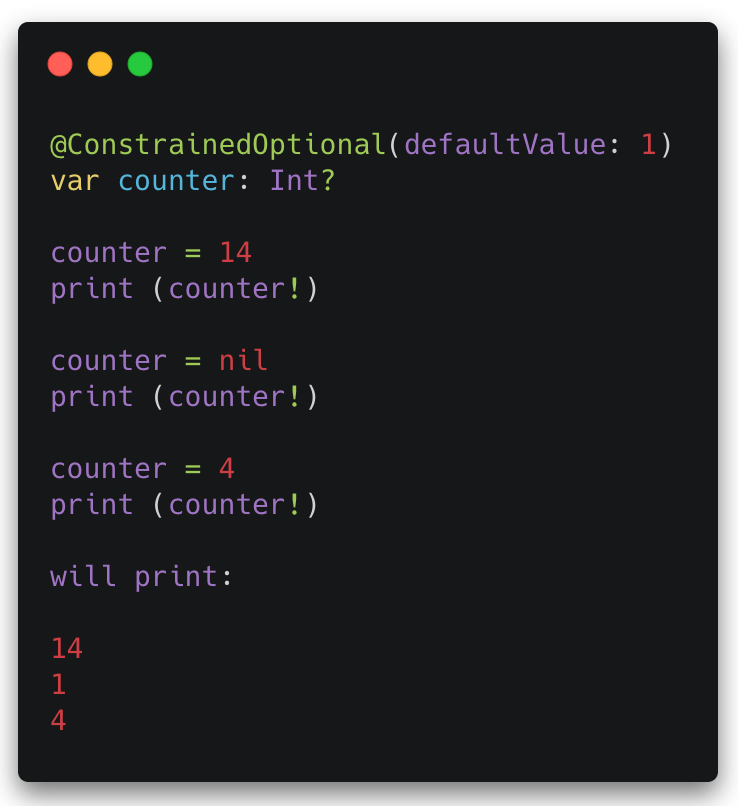 @ConstrainedOptional(defaultValue: 1)
var counter: Int?
counter = 14
print (counter!)
counter = nil
print (counter!)
counter = 4
print (counter!)
will print:
14
1
4